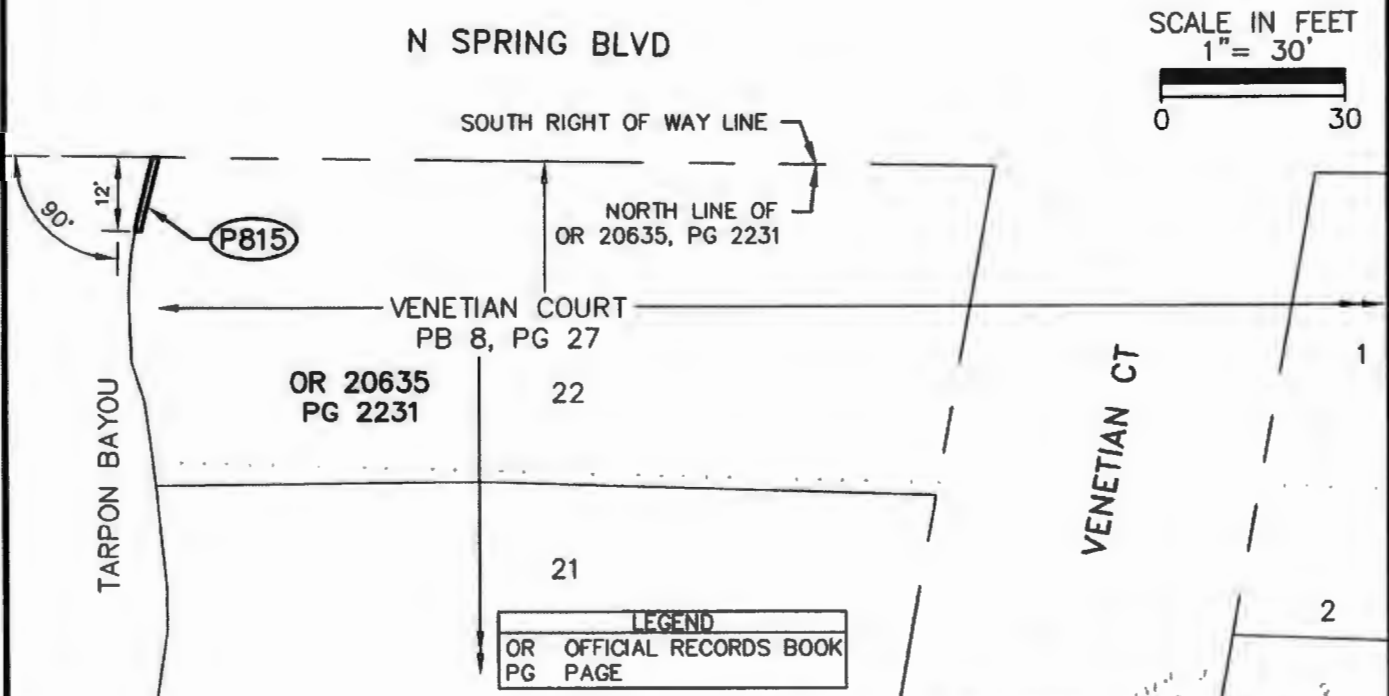 N SPRING BLVD
SCALE IN FEET
1"= 30'
0 30
SOUTH RIGHT OF WAY LINE
12'
90°
P815
NORTH LINE OF
OR 20635, PG 2231
VENETIAN COURT
PB 8, PG 27
OR 20635
PG 2231
22
1
TARPON BAYOU
VENETIAN CT
21
2
LEGEND
OR OFFICIAL RECORDS BOOK
PG PAGE